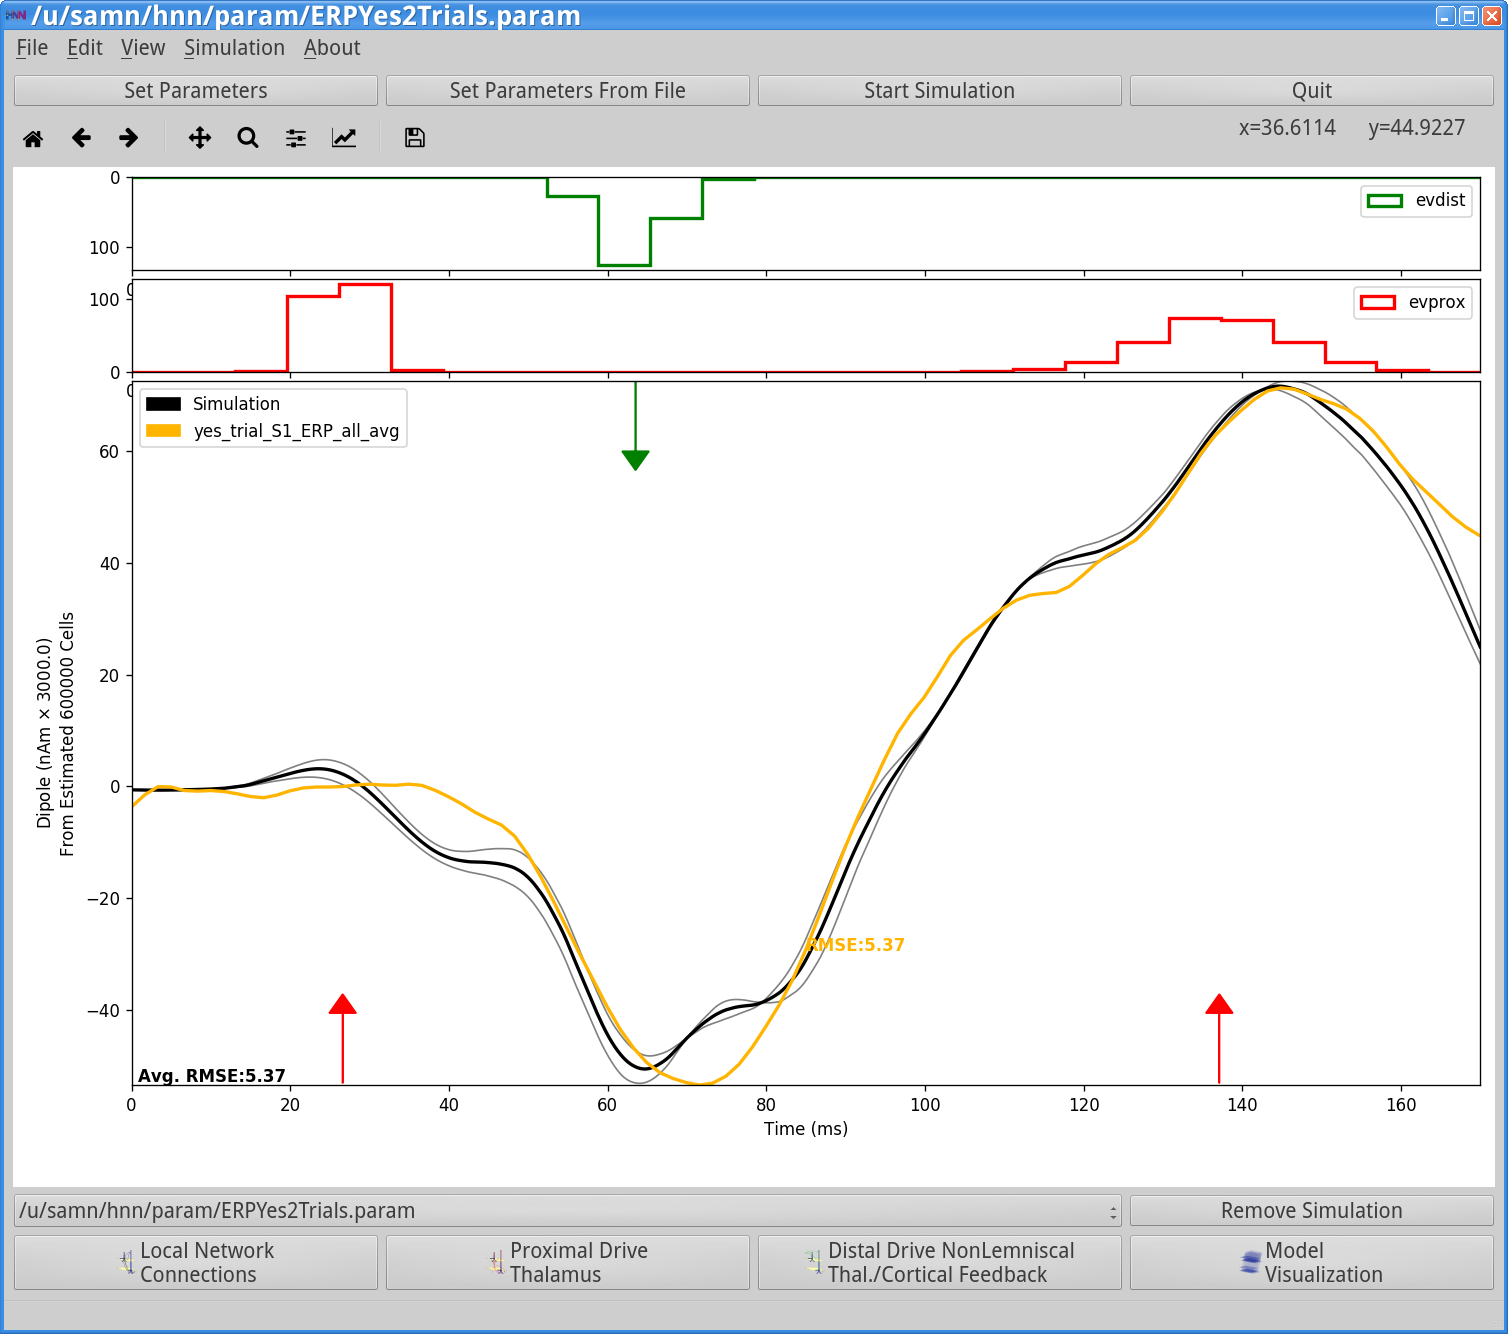 HNN /u/samn/hnn/param/ERPYes2Trials.param
File Edit View Simulation About
Set Parameters Set Parameters From File Start Simulation Quit
x=36.6114 y=44.9227
0
100
evdist
0
100
0
evprox
0
Simulation
yes_trial_S1_ERP_all_avg
60
40
20
0
−20
−40
Dipole (nAm × 3000.0)
From Estimated 600000 Cells
RMSE:5.37
Avg. RMSE:5.37
0 20 40 60 80 100 120 140 160
Time (ms)
/u/samn/hnn/param/ERPYes2Trials.param Remove Simulation
Local Network
Connections
Proximal Drive
Thalamus
Distal Drive NonLemniscal
Thal./Cortical Feedback
Model
Visualization